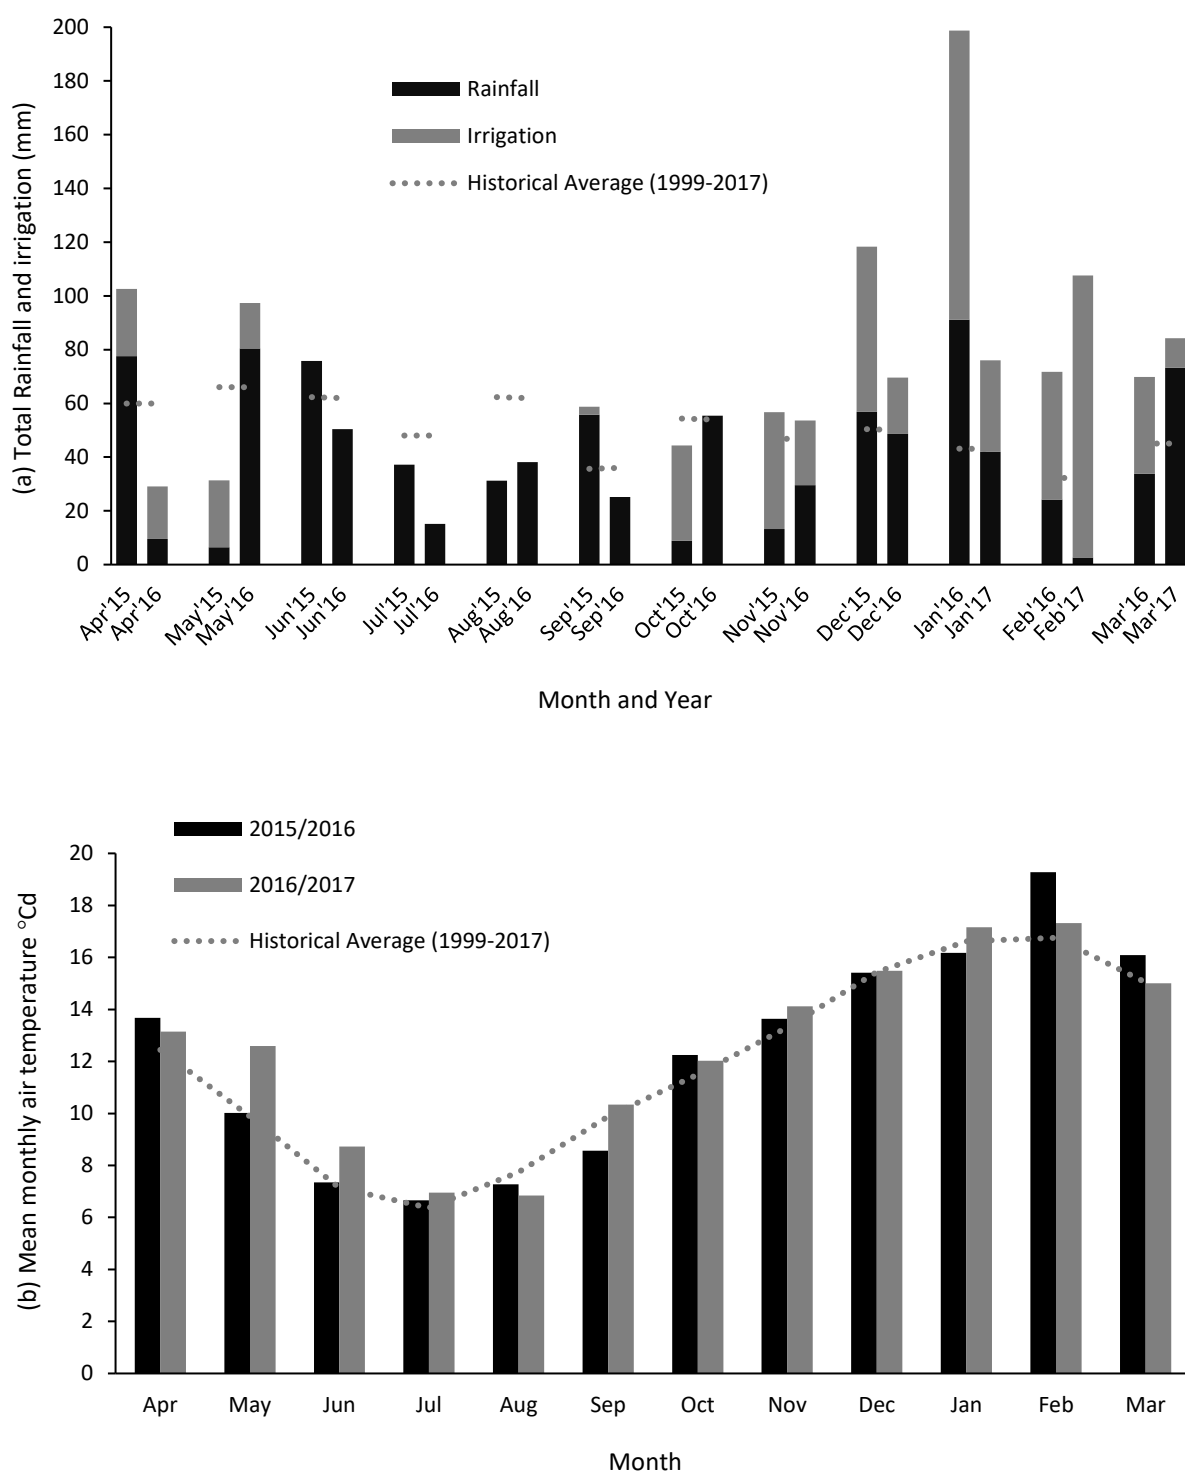 200
180
160
140
120
100
80
60
40
20
0
(a) Total Rainfall and irrigation (mm)
Rainfall
Irrigation
Historical Average (1999-2017)
Apr'15
Apr'16
May'15
May'16
Jun'15
Jun'16
Jul'15
Jul'16
Aug'15
Aug'16
Sep'15
Sep'16
Oct'15
Oct'16
Nov'15
Nov'16
Dec'15
Dec'16
Jan'16
Jan'17
Feb'16
Feb'17
Mar'16
Mar'17
Month and Year
2015/2016
2016/2017
Historical Average (1999-2017)
20
18
16
14
12
10
8
6
4
2
0
(b) Mean monthly air temperature °Cd
Apr May Jun Jul Aug Sep Oct Nov Dec Jan Feb Mar
Month